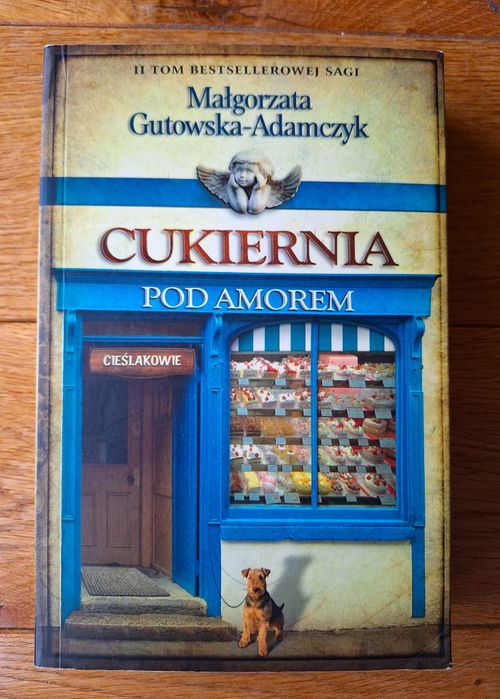 II TOM BESTSELLEROWEJ SAGI
Małgorzata
Gutowska-Adamczyk
CUKIERNIA
POD AMOREM
CIEŚLAKOWIE